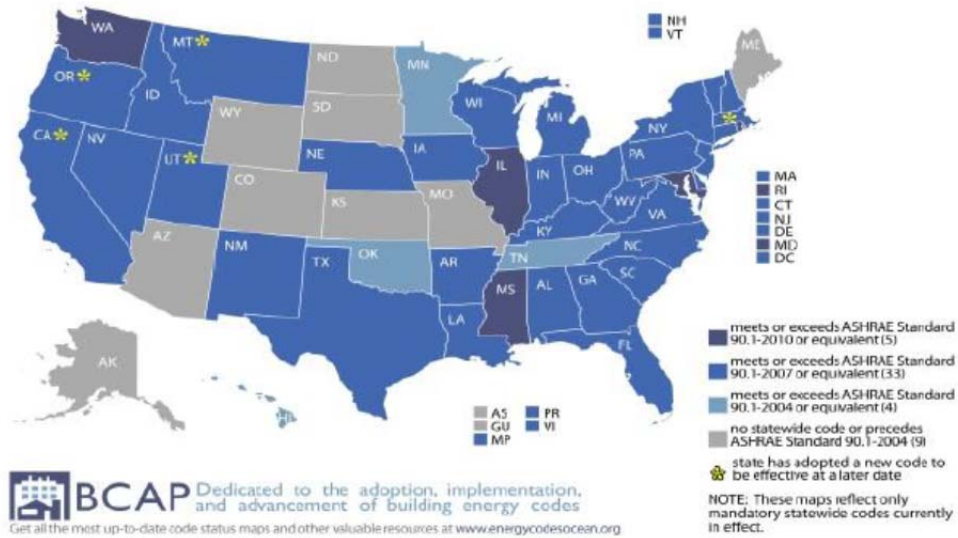 WA
NH
VT
MT
ME
ND
MN
OR
ID
SD
WI
MI
WY
NY
CA
NV
NE
IA
PA
UT
IL
IN
OH
CO
MA
RI
CT
NJ
DE
MD
DC
KS
MO
WV
VA
KY
AZ
NM
OK
TN
NC
TX
AR
SC
MS
AL
GA
LA
FL
meets or exceeds ASHRAE Standard
90.1-2010 or equivalent (5)
AK
meets or exceeds ASHRAE Standard
90.1-2007 or equivalent (33)
meets or exceeds ASHRAE Standard
90.1-2004 or equivalent (4)
HI
AS
PR
GU
VI
MP
no statewide code or precedes
ASHRAE Standard 90.1-2004 (9)
state has adopted a new code to
be effective at a later date
BCAP
Dedicated to the adoption, implementation,
and advancement of building energy codes
NOTE: These maps reflect only
mandatory statewide codes currently
in effect.
Get all the most up-to-date code status maps and other valuable resources at www.energycodesocean.org